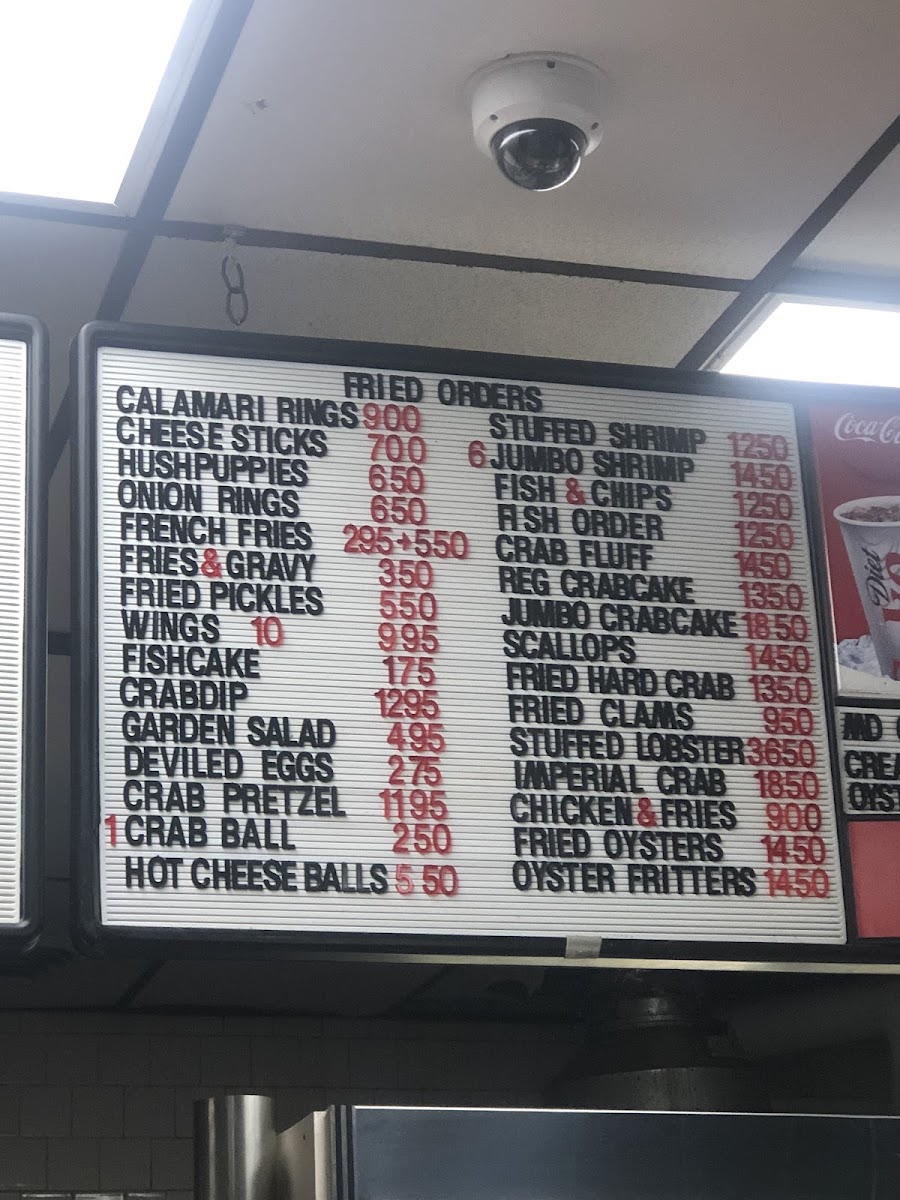 FRIED ORDERS
CALAMARI RINGS 900
CHEESE STICKS 700
HUSHPUPPIES 650
ONION RINGS 650
FRENCH FRIES 295+550
FRIES & GRAVY 350
FRIED PICKLES 550
WINGS 10 995
FISHCAKE 175
CRABDIP 1295
GARDEN SALAD 495
DEVILED EGGS 275
CRAB PRETZEL 1195
1 CRAB BALL 250
HOT CHEESE BALLS 550
STUFFED SHRIMP 1250
6 JUMBO SHRIMP 1450
FISH & CHIPS 1250
FISH ORDER 1250
CRAB FLUFF 1450
REG CRABCAKE 1350
JUMBO CRABCAKE 1850
SCALLOPS 1450
FRIED HARD CRAB 1350
FRIED CLAMS 950
STUFFED LOBSTER 3650
IMPERIAL CRAB 1850
CHICKEN & FRIES 900
FRIED OYSTERS 1450
OYSTER FRITTERS 1450
Coca-Co
Diet
CREA
OYST